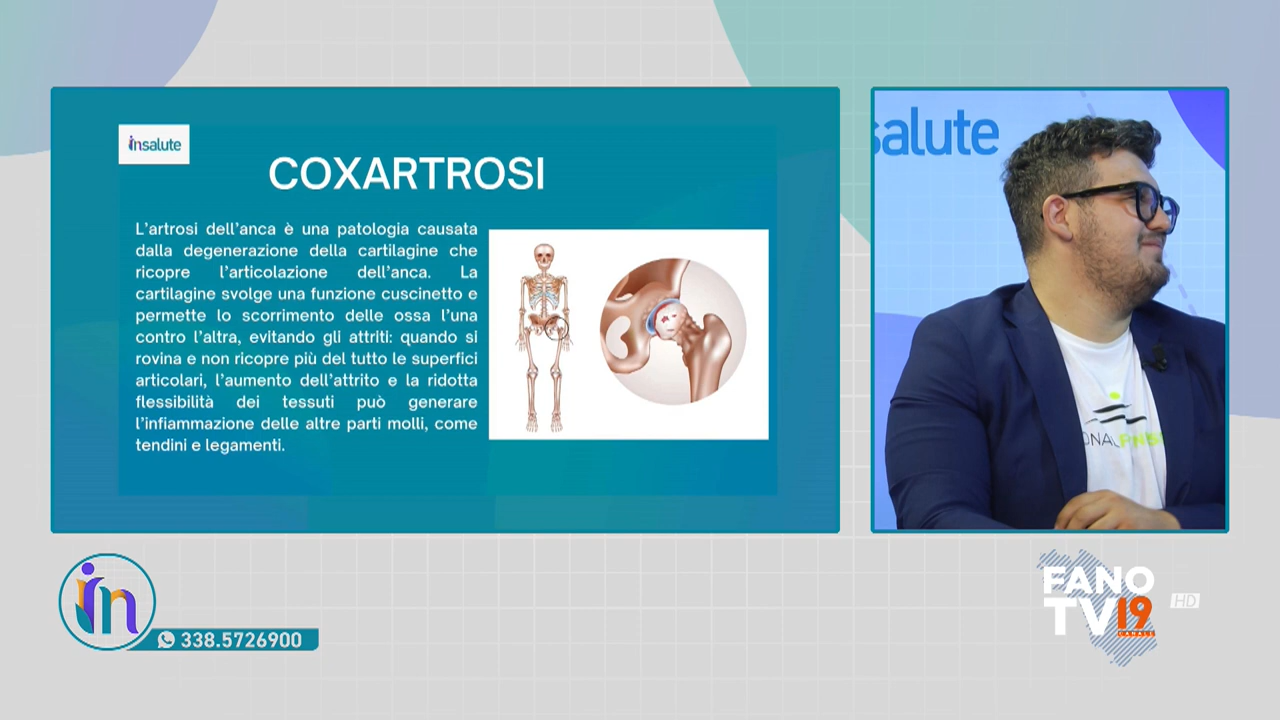 insalute
COXARTROSI
L'artrosi dell'anca è una patologia causata
dalla degenerazione della cartilagine che
ricopre l'articolazione dell'anca. La
cartilagine svolge una funzione cuscinetto e
permette lo scorrimento delle ossa l'una
contro l'altra, evitando gli attriti: quando si
rovina e non ricopre più del tutto le superfici
articolari, l'aumento dell'attrito e la ridotta
flessibilità dei tessuti può generare
l'infiammazione delle altre parti molli, come
tendini e legamenti.
salute
in
338.5726900
FANO
TV19
CANALE
HD